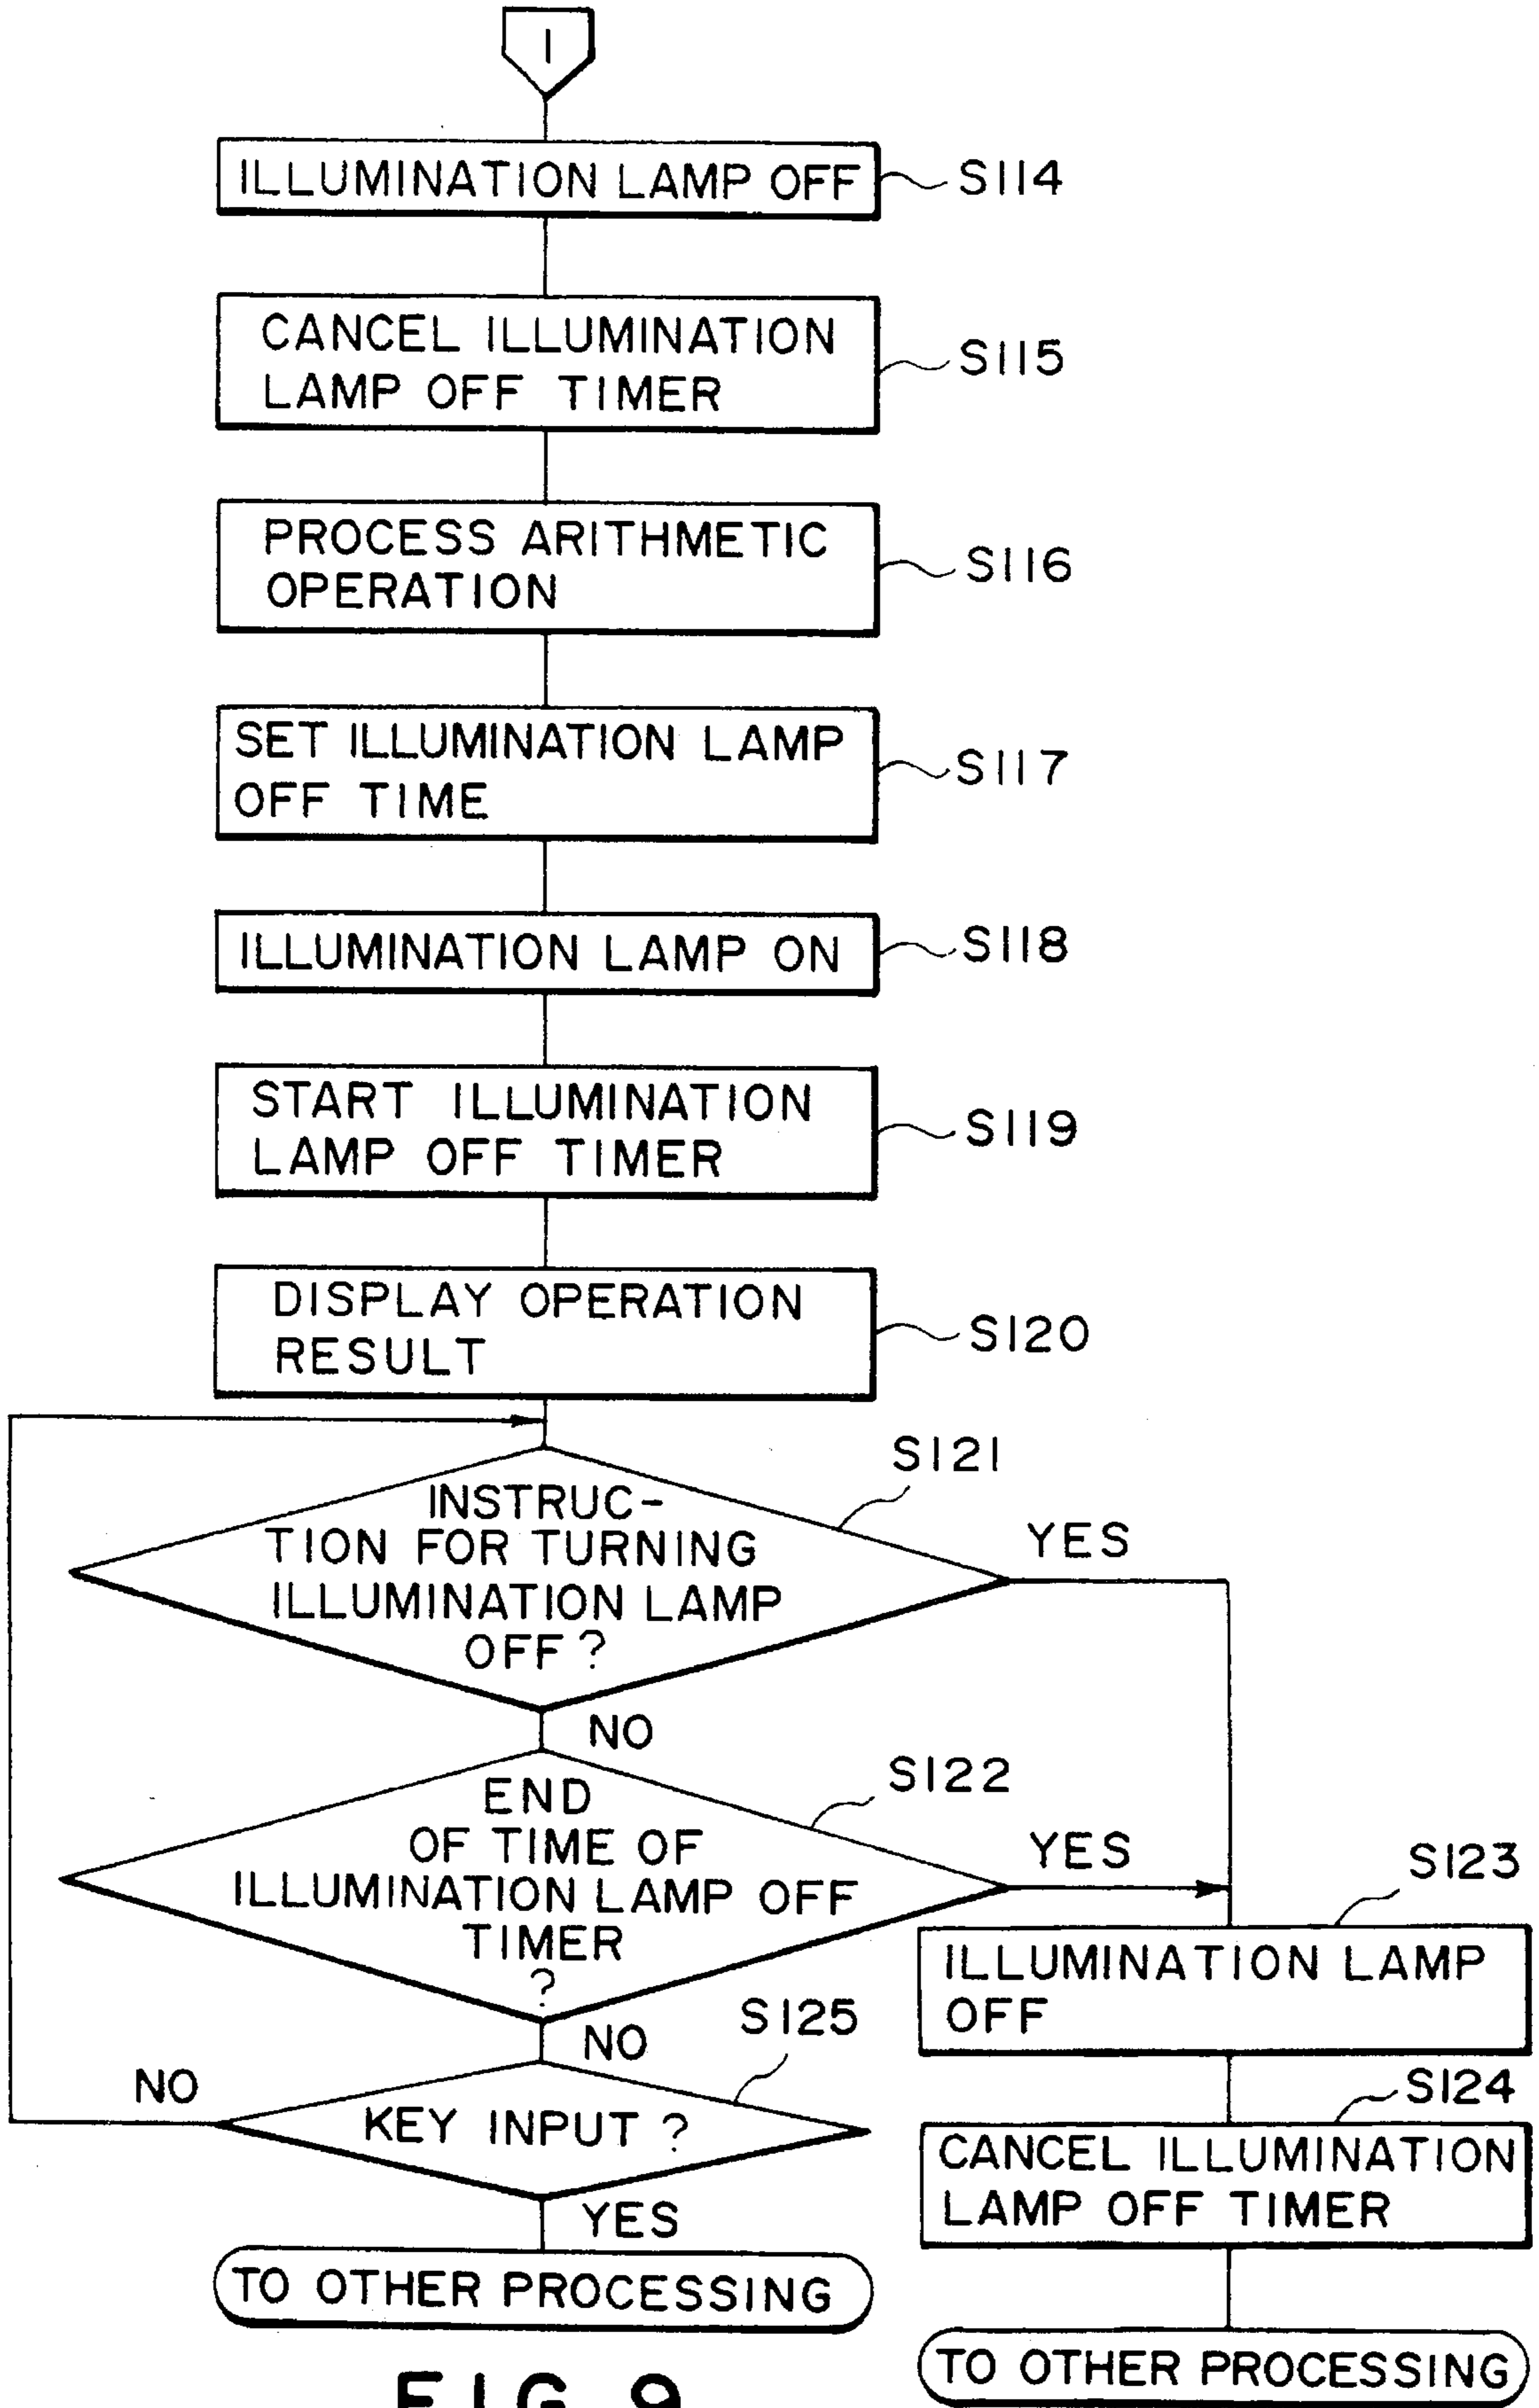 1
ILLUMINATION LAMP OFF
S114
CANCEL ILLUMINATION
LAMP OFF TIMER
S115
PROCESS ARITHMETIC
OPERATION
S116
SET ILLUMINATION LAMP
OFF TIME
S117
ILLUMINATION LAMP ON
S118
START ILLUMINATION
LAMP OFF TIMER
S119
DISPLAY OPERATION
RESULT
S120
S121
INSTRUC-
TION FOR TURNING
ILLUMINATION LAMP
OFF?
YES
NO
S122
END
OF TIME OF
ILLUMINATION LAMP OFF
TIMER
?
YES
NO
S123
ILLUMINATION LAMP
OFF
S125
KEY INPUT ?
NO
YES
S124
CANCEL ILLUMINATION
LAMP OFF TIMER
TO OTHER PROCESSING
TO OTHER PROCESSING
FIG. 9